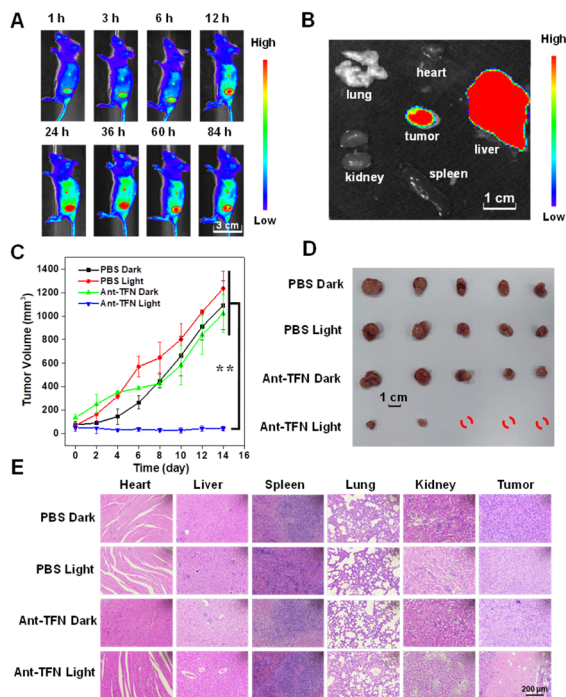 A
1 h 3 h 6 h 12 h
24 h 36 h 60 h 84 h
3 cm
High
Low
B
lung
heart
tumor
liver
kidney
spleen
1 cm
High
Low
C
PBS Dark
PBS Light
Anti-TFN Dark
Anti-TFN Light
Tumor Volume (mm³)
1400
1200
1000
800
600
400
200
0
**
0 2 4 6 8 10 12 14 16
Time (day)
D
PBS Dark
PBS Light
Ant-TFN Dark
1 cm
Ant-TFN Light
E
Heart Liver Spleen Lung Kidney Tumor
PBS Dark
PBS Light
Ant-TFN Dark
Ant-TFN Light
200 μm